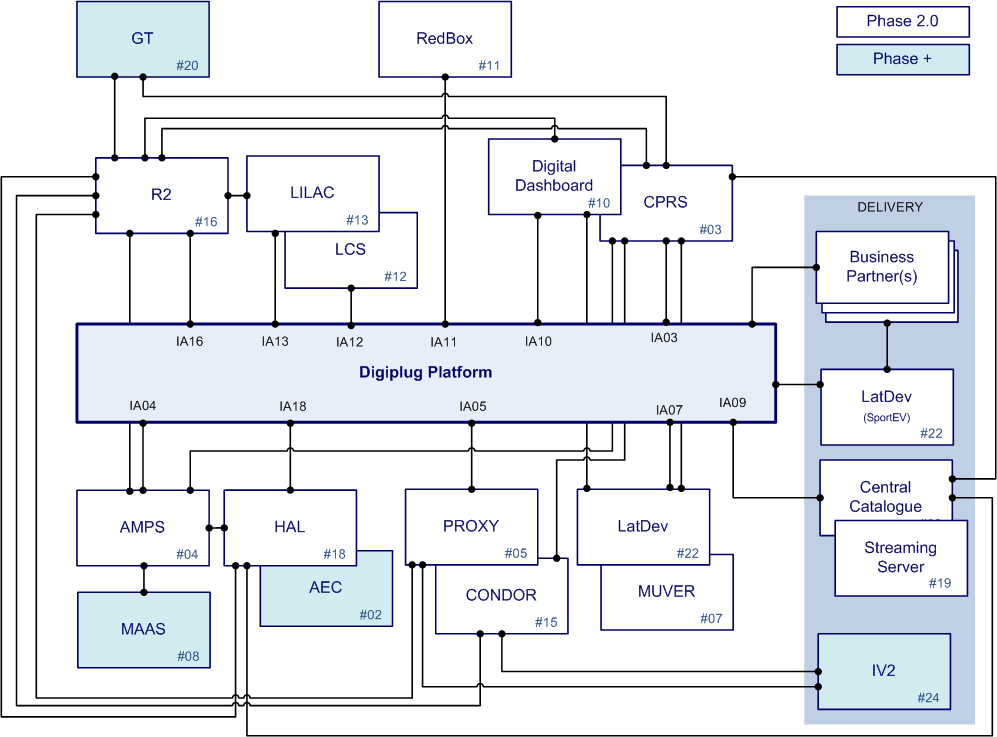 GT
#20
RedBox
#11
Phase 2.0
Phase +
R2
#16
LILAC
#13
LCS
#12
Digital
Dashboard
#10
CPRS
#03
DELIVERY
Business
Partner(s)
IA16
IA13
IA12
IA11
IA10
IA03
Digiplug Platform
IA04
IA18
IA05
IA07
IA09
LatDev
(SportEV)
#22
Central
Catalogue
Streaming
Server
#19
AMPS
#04
HAL
#18
PROXY
#05
LatDev
#22
AEC
#02
CONDOR
#15
MUVER
#07
MAAS
#08
IV2
#24